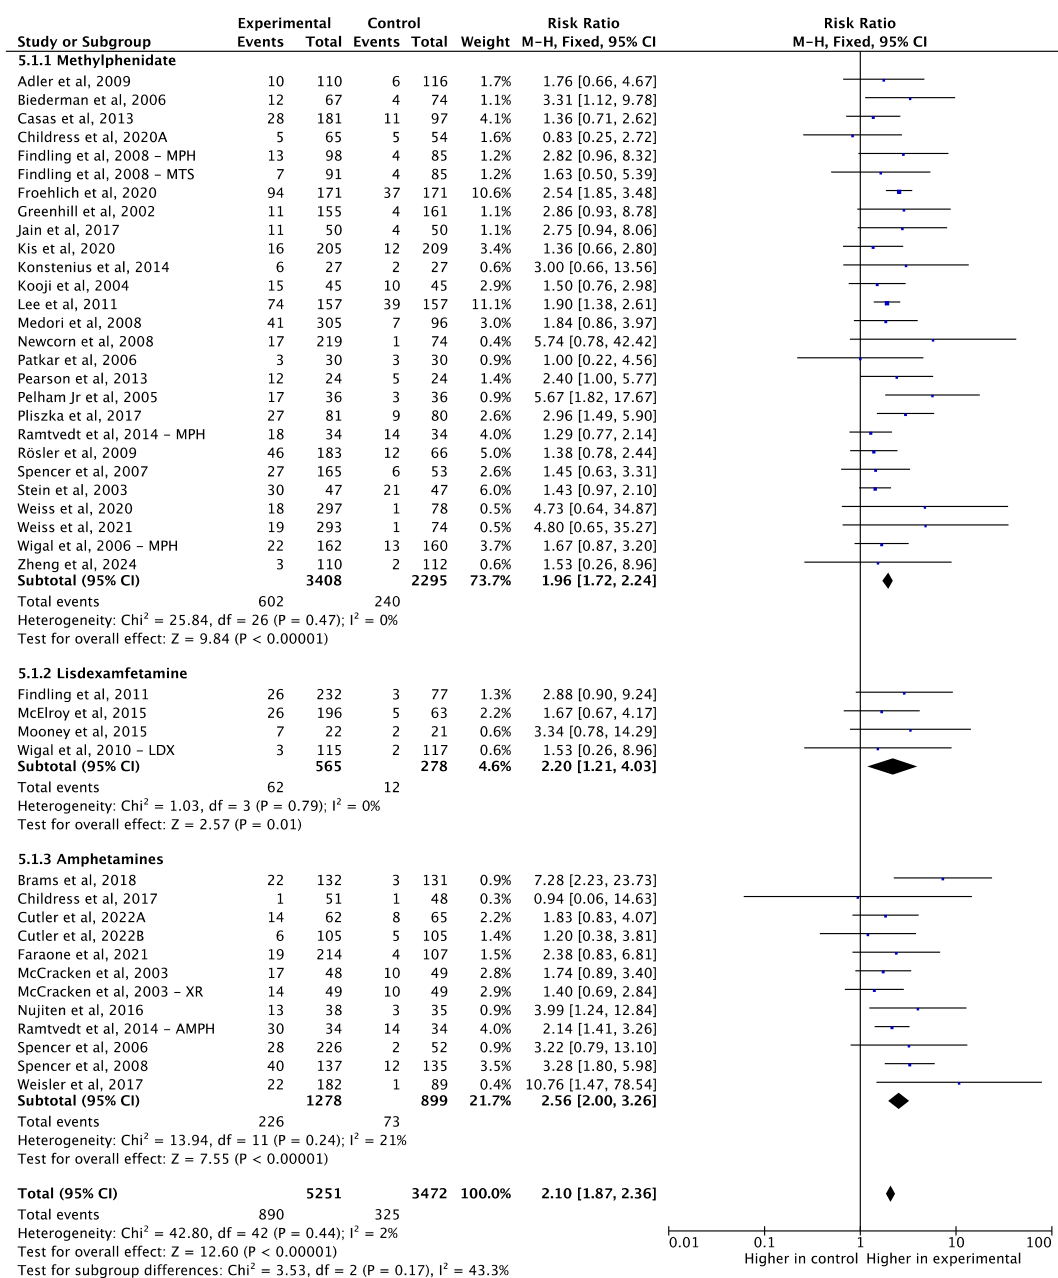 Experimental Control Risk Ratio Risk Ratio
Study or Subgroup Events Total Events Total Weight M-H, Fixed, 95% CI M-H, Fixed, 95% CI
5.1.1 Methylphenidate
Adler et al, 2009 10 110 6 116 1.7% 1.76 [0.66, 4.67]
Biederman et al, 2006 12 67 4 74 1.1% 3.31 [1.12, 9.78]
Casas et al, 2013 28 181 11 97 4.1% 1.36 [0.71, 2.62]
Childress et al, 2020A 5 65 5 54 1.6% 0.83 [0.25, 2.72]
Findling et al, 2008 – MPH 13 98 4 85 1.2% 2.82 [0.96, 8.32]
Findling et al, 2008 – MTS 7 91 4 85 1.2% 1.63 [0.50, 5.39]
Froehlich et al, 2020 94 171 37 171 10.6% 2.54 [1.85, 3.48]
Greenhill et al, 2002 11 155 4 161 1.1% 2.86 [0.93, 8.78]
Jain et al, 2017 11 50 4 50 1.1% 2.75 [0.94, 8.06]
Kis et al, 2020 16 205 12 209 3.4% 1.36 [0.66, 2.80]
Konstenius et al, 2014 6 27 2 27 0.6% 3.00 [0.66, 13.56]
Kooji et al, 2004 15 45 10 45 2.9% 1.50 [0.76, 2.98]
Lee et al, 2011 74 157 39 157 11.1% 1.90 [1.38, 2.61]
Medori et al, 2008 41 305 7 96 3.0% 1.84 [0.86, 3.97]
Newcorn et al, 2008 17 219 1 74 0.4% 5.74 [0.78, 42.42]
Patkar et al, 2006 3 30 3 30 0.9% 1.00 [0.22, 4.56]
Pearson et al, 2013 12 24 5 24 1.4% 2.40 [1.00, 5.77]
Pelham Jr et al, 2005 17 36 3 36 0.9% 5.67 [1.82, 17.67]
Pliszka et al, 2017 27 81 9 80 2.6% 2.96 [1.49, 5.90]
Ramtvedt et al, 2014 – MPH 18 34 14 34 4.0% 1.29 [0.77, 2.14]
Rösler et al, 2009 46 183 12 66 5.0% 1.38 [0.78, 2.44]
Spencer et al, 2007 27 165 6 53 2.6% 1.45 [0.63, 3.31]
Stein et al, 2003 30 47 21 47 6.0% 1.43 [0.97, 2.10]
Weiss et al, 2020 18 297 1 78 0.5% 4.73 [0.64, 34.87]
Weiss et al, 2021 19 293 1 74 0.5% 4.80 [0.65, 35.27]
Wigal et al, 2006 – MPH 22 162 13 160 3.7% 1.67 [0.87, 3.20]
Zheng et al, 2024 3 110 2 112 0.6% 1.53 [0.26, 8.96]
Subtotal (95% CI) 3408 2295 73.7% 1.96 [1.72, 2.24]
Total events 602 240
Heterogeneity: Chi² = 25.84, df = 26 (P = 0.47); I² = 0%
Test for overall effect: Z = 9.84 (P < 0.00001)
5.1.2 Lisdexamfetamine
Findling et al, 2011 26 232 3 77 1.3% 2.88 [0.90, 9.24]
McElroy et al, 2015 26 196 5 63 2.2% 1.67 [0.67, 4.17]
Mooney et al, 2015 7 22 2 21 0.6% 3.34 [0.78, 14.29]
Wigal et al, 2010 – LDX 3 115 2 117 0.6% 1.53 [0.26, 8.96]
Subtotal (95% CI) 565 278 4.6% 2.20 [1.21, 4.03]
Total events 62 12
Heterogeneity: Chi² = 1.03, df = 3 (P = 0.79); I² = 0%
Test for overall effect: Z = 2.57 (P = 0.01)
5.1.3 Amphetamines
Brams et al, 2018 22 132 3 131 0.9% 7.28 [2.23, 23.73]
Childress et al, 2017 1 51 1 48 0.3% 0.94 [0.06, 14.63]
Cutler et al, 2022A 14 62 8 65 2.2% 1.83 [0.83, 4.07]
Cutler et al, 2022B 6 105 5 105 1.4% 1.20 [0.38, 3.81]
Faraone et al, 2021 19 214 4 107 1.5% 2.38 [0.83, 6.81]
McCracken et al, 2003 17 48 10 49 2.8% 1.74 [0.89, 3.40]
McCracken et al, 2003 – XR 14 49 10 49 2.9% 1.40 [0.69, 2.84]
Nujiten et al, 2016 13 38 3 35 0.9% 3.99 [1.24, 12.84]
Ramtvedt et al, 2014 – AMPH 30 34 14 34 4.0% 2.14 [1.41, 3.26]
Spencer et al, 2006 28 226 2 52 0.9% 3.22 [0.79, 13.10]
Spencer et al, 2008 40 137 12 135 3.5% 3.28 [1.80, 5.98]
Weisler et al, 2017 22 182 1 89 0.4% 10.76 [1.47, 78.54]
Subtotal (95% CI) 1278 899 21.7% 2.56 [2.00, 3.26]
Total events 226 73
Heterogeneity: Chi² = 13.94, df = 11 (P = 0.24); I² = 21%
Test for overall effect: Z = 7.55 (P < 0.00001)
Total (95% CI) 5251 3472 100.0% 2.10 [1.87, 2.36]
Total events 890 325
Heterogeneity: Chi² = 42.80, df = 42 (P = 0.44); I² = 2%
Test for overall effect: Z = 12.60 (P < 0.00001)
Test for subgroup differences: Chi² = 3.53, df = 2 (P = 0.17), I² = 43.3%
0.01 0.1 1 10 100
Higher in control Higher in experimental